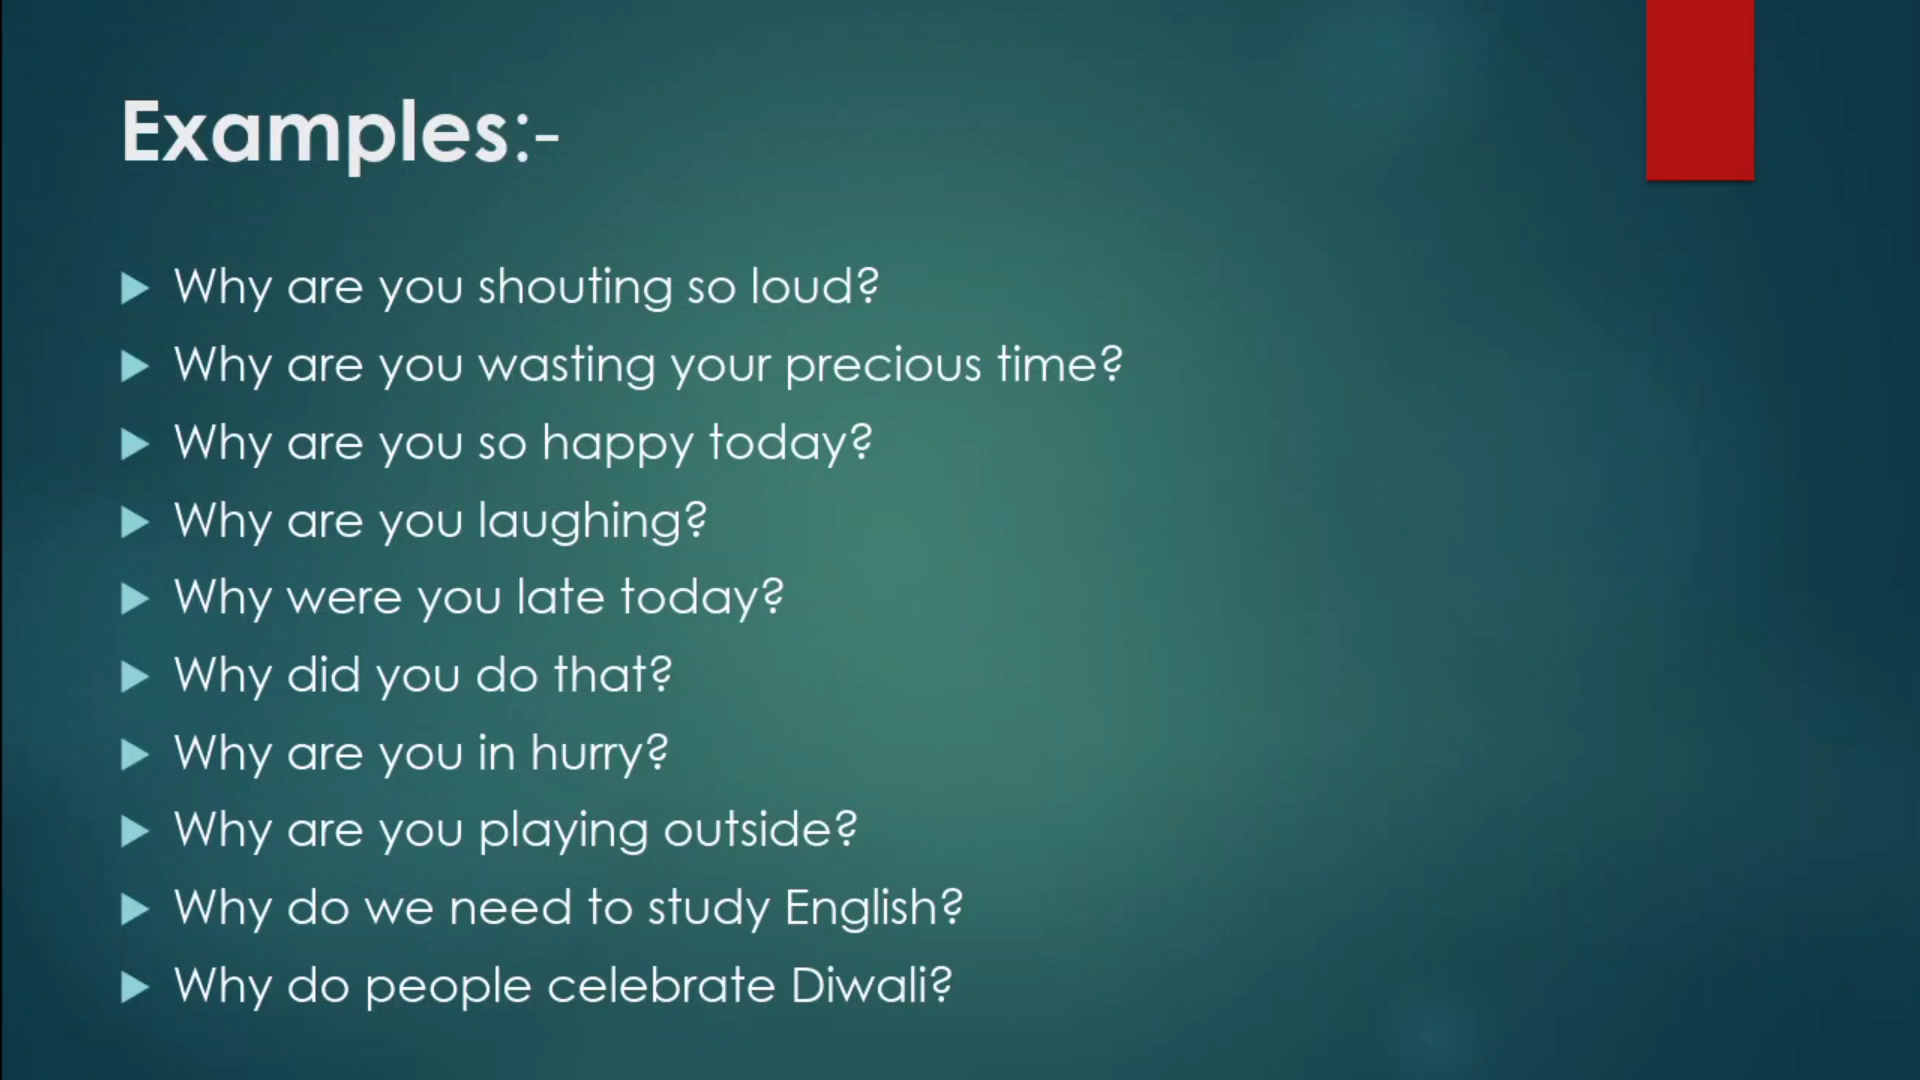 Examples:-
Why are you shouting so loud?
Why are you wasting your precious time?
Why are you so happy today?
Why are you laughing?
Why were you late today?
Why did you do that?
Why are you in hurry?
Why are you playing outside?
Why do we need to study English?
Why do people celebrate Diwali?